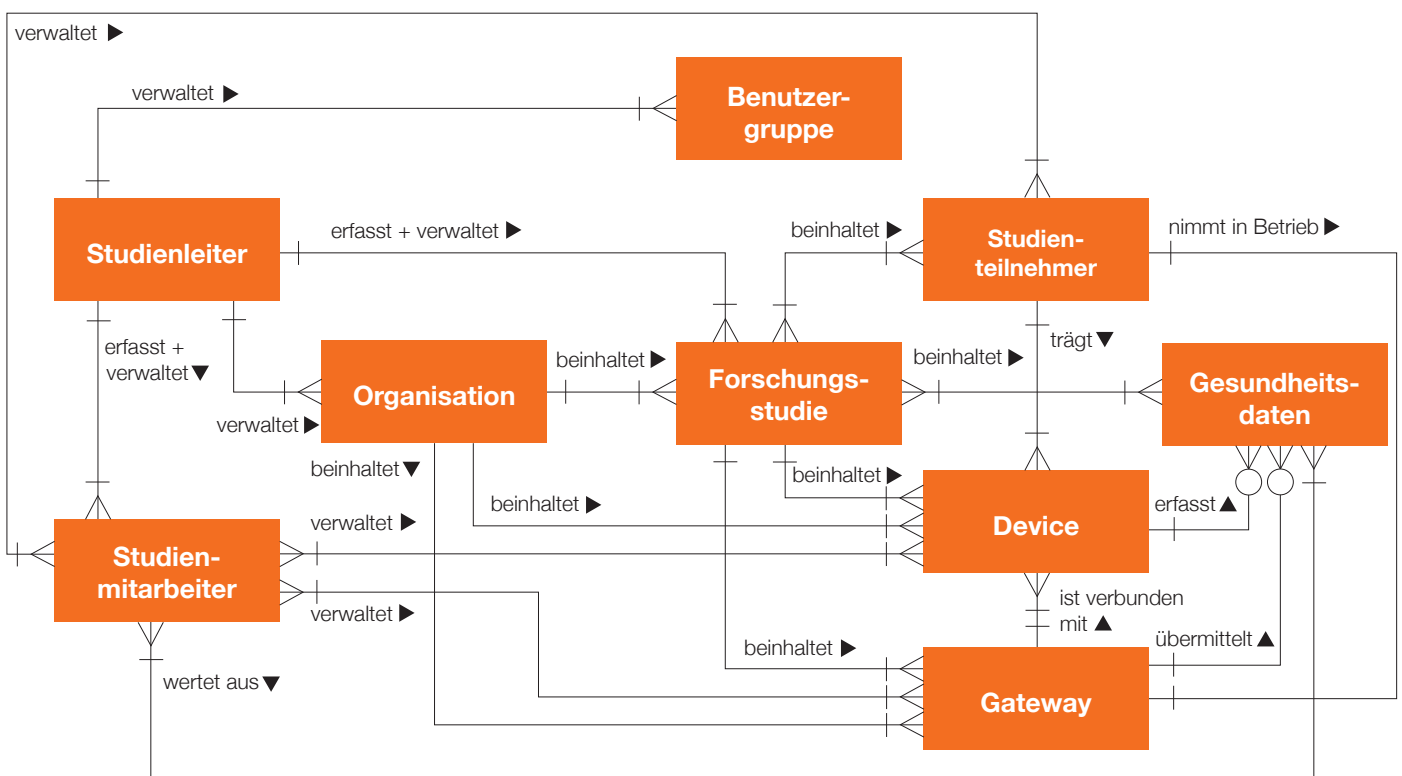 verwaltet ▶
verwaltet ▶
Benutzer-
gruppe
Studienleiter
erfasst + verwaltet ▶
beinhaltet ▶
Studien-
teilnehmer
nimmt in Betrieb ▶
erfasst +
verwaltet ▼
trägt ▼
beinhaltet ▶
beinhaltet ▶
Organisation
Forschungs-
studie
Gesundheits-
daten
verwaltet ▶
beinhaltet ▼
beinhaltet ▶
beinhaltet ▶
verwaltet ▶
erfasst ▲
Device
Studien-
mitarbeiter
verwaltet ▶
ist verbunden
mit ▲
beinhaltet ▶
übermittelt ▲
wertet aus ▼
Gateway